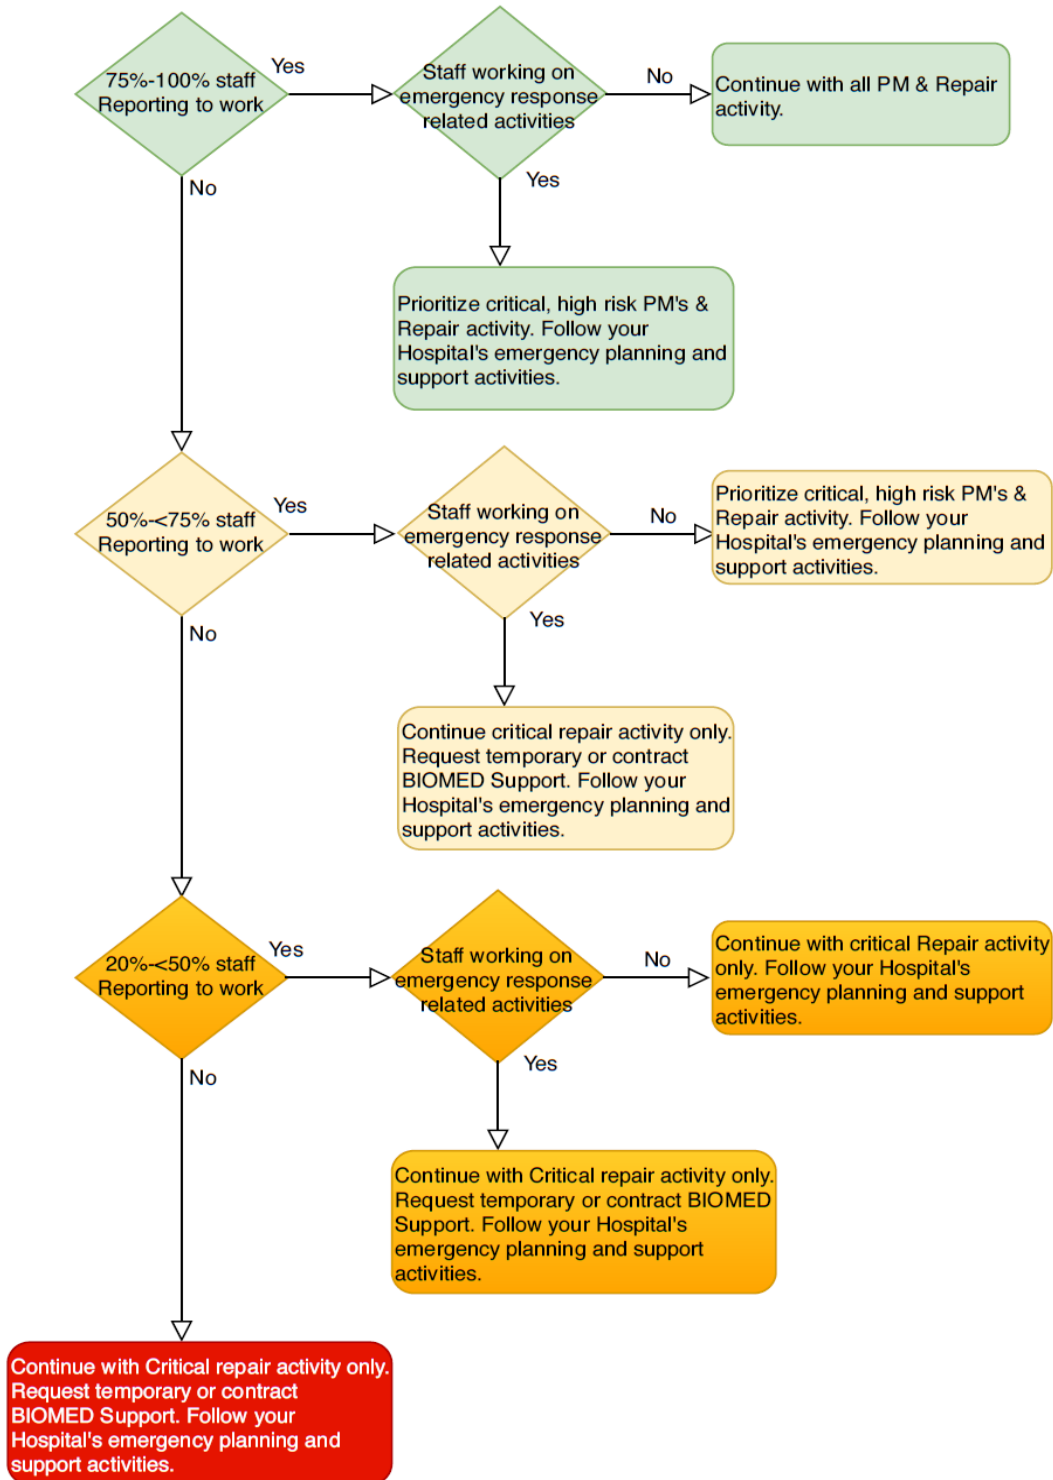 75%-100% staff
Reporting to work
Yes
Staff working on
emergency response
related activities
No
Continue with all PM & Repair
activity.
No
Yes
Prioritize critical, high risk PM's &
Repair activity. Follow your
Hospital's emergency planning and
support activities.
50%-<75% staff
Reporting to work
Yes
Staff working on
emergency response
related activities
No
Prioritize critical, high risk PM's &
Repair activity. Follow your
Hospital's emergency planning and
support activities.
No
Yes
Continue critical repair activity only.
Request temporary or contract
BIOMED Support. Follow your
Hospital's emergency planning and
support activities.
20%-<50% staff
Reporting to work
Yes
Staff working on
emergency response
related activities
No
Continue with critical Repair activity
only. Follow your Hospital's
emergency planning and support
activities.
No
Yes
Continue with Critical repair activity only.
Request temporary or contract BIOMED
Support. Follow your Hospital's
emergency planning and support
activities.
Continue with Critical repair activity only.
Request temporary or contract
BIOMED Support. Follow your
Hospital's emergency planning and
support activities.